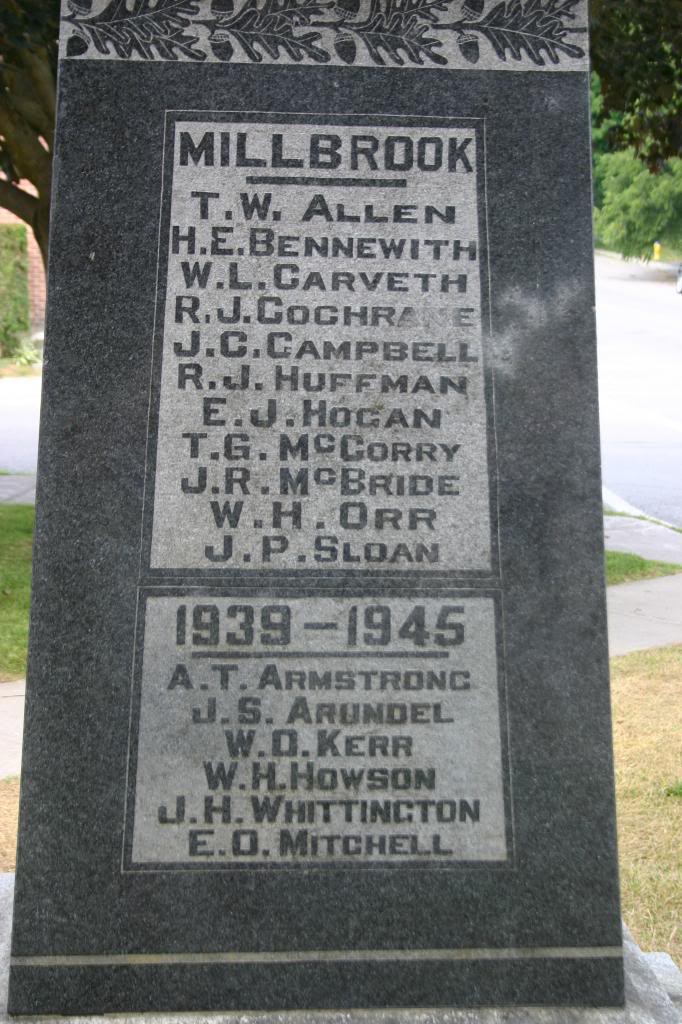 MILLBROOK
T.W. ALLEN
H.E. BENNEWITH
W.L. CARVETH
R.J. COCHRANE
J.C. CAMPBELL
R.J. HUFFMAN
E.J. HOGAN
T.G. McCORRY
J.R. McBRIDE
W.H. ORR
J.P. SLOAN
1939-1945
A.T. ARMSTRONG
J.S. ARUNDEL
W.O. KERR
W.H. HOWSON
J.H. WHITTINGTON
E.O. MITCHELL